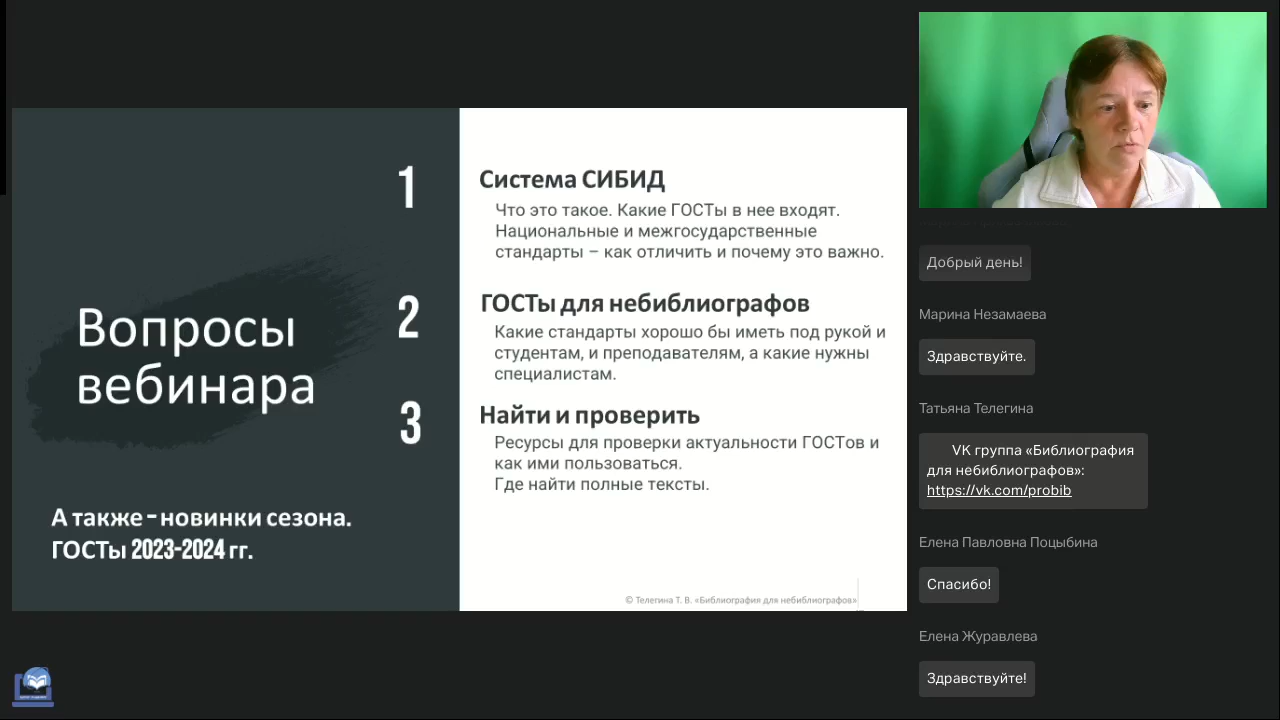 Вопросы
вебинара
А также – новинки сезона.
ГОСТы 2023-2024 гг.
1
Система СИБИД
Что это такое. Какие ГОСТы в нее входят.
Национальные и межгосударственные
стандарты – как отличить и почему это важно.
2
ГОСТы для небиблиографов
Какие стандарты хорошо бы иметь под рукой и
студентам, и преподавателям, а какие нужны
специалистам.
3
Найти и проверить
Ресурсы для проверки актуальности ГОСТов и
как ими пользоваться.
Где найти полные тексты.
© Телегина Т. В. «Библиография для небиблиографов»
Добрый день!
Марина Незамаева
Здравствуйте.
Татьяна Телегина
VK группа «Библиография
для небиблиографов»:
https://vk.com/probib
Елена Павловна Поцыбина
Спасибо!
Елена Журавлева
Здравствуйте!